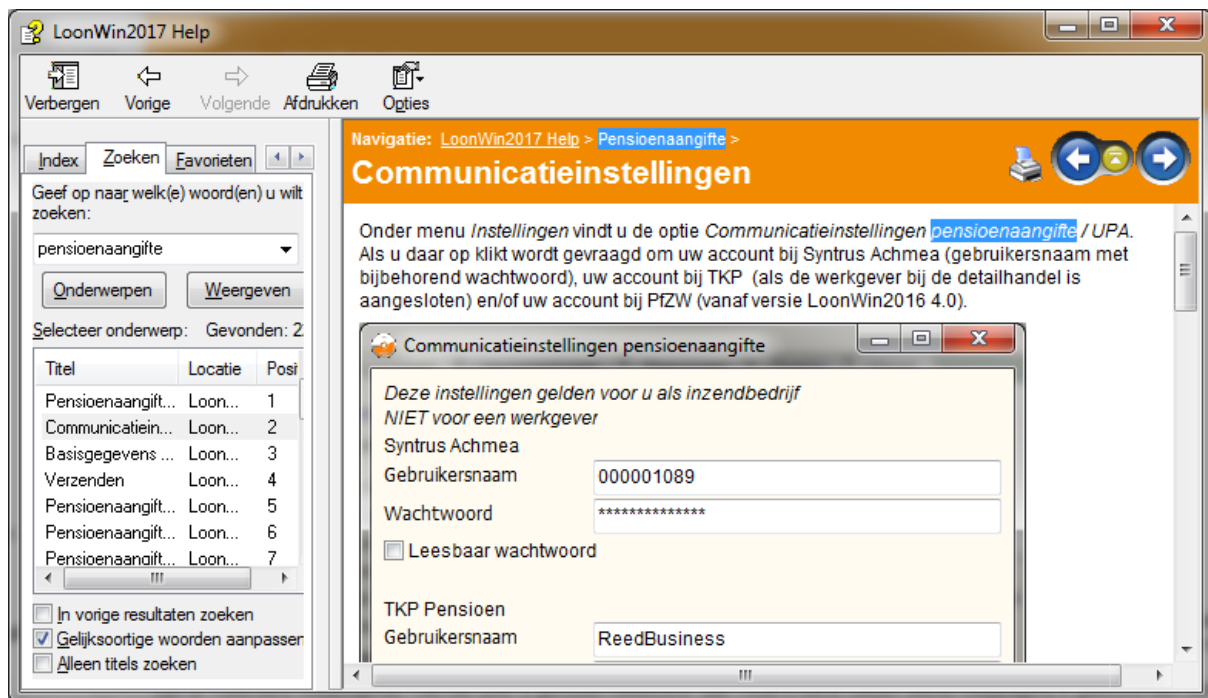 LoonWin2017 Help
Verbergen Vorige Volgende Afdrukken Opties
Index Zoeken Favorieten
Geef op naar welk(e) woord(en) u wilt
zoeken:
pensioenaangifte
Onderwerpen Weergeven
Selecteer onderwerp: Gevonden: 2
Titel Locatie Posit
Pensioenaangift... Loon... 1
Communicatiein... Loon... 2
Basisgegevens ... Loon... 3
Verzenden Loon... 4
Pensioenaangift... Loon... 5
Pensioenaangift... Loon... 6
Pensioenaangift... Loon... 7
In vorige resultaten zoeken
Gelijksoortige woorden aanpassen
Alleen titels zoeken
Navigatie: LoonWin2017 Help > Pensioenaangifte >
Communicatieinstellingen
Onder menu Instellingen vindt u de optie Communicatieinstellingen pensioenaangifte / UPA.
Als u daar op klikt wordt gevraagd om uw account bij Syntrus Achmea (gebruikersnaam met
bijbehorend wachtwoord), uw account bij TKP (als de werkgever bij de detailhandel is
aangesloten) en/of uw account bij PfZW (vanaf versie LoonWin2016 4.0).
Communicatieinstellingen pensioenaangifte
Deze instellingen gelden voor u als inzendbedrijf
NIET voor een werkgever
Syntrus Achmea
Gebruikersnaam 000001089
Wachtwoord **************
Leesbaar wachtwoord
TKP Pensioen
Gebruikersnaam ReedBusiness